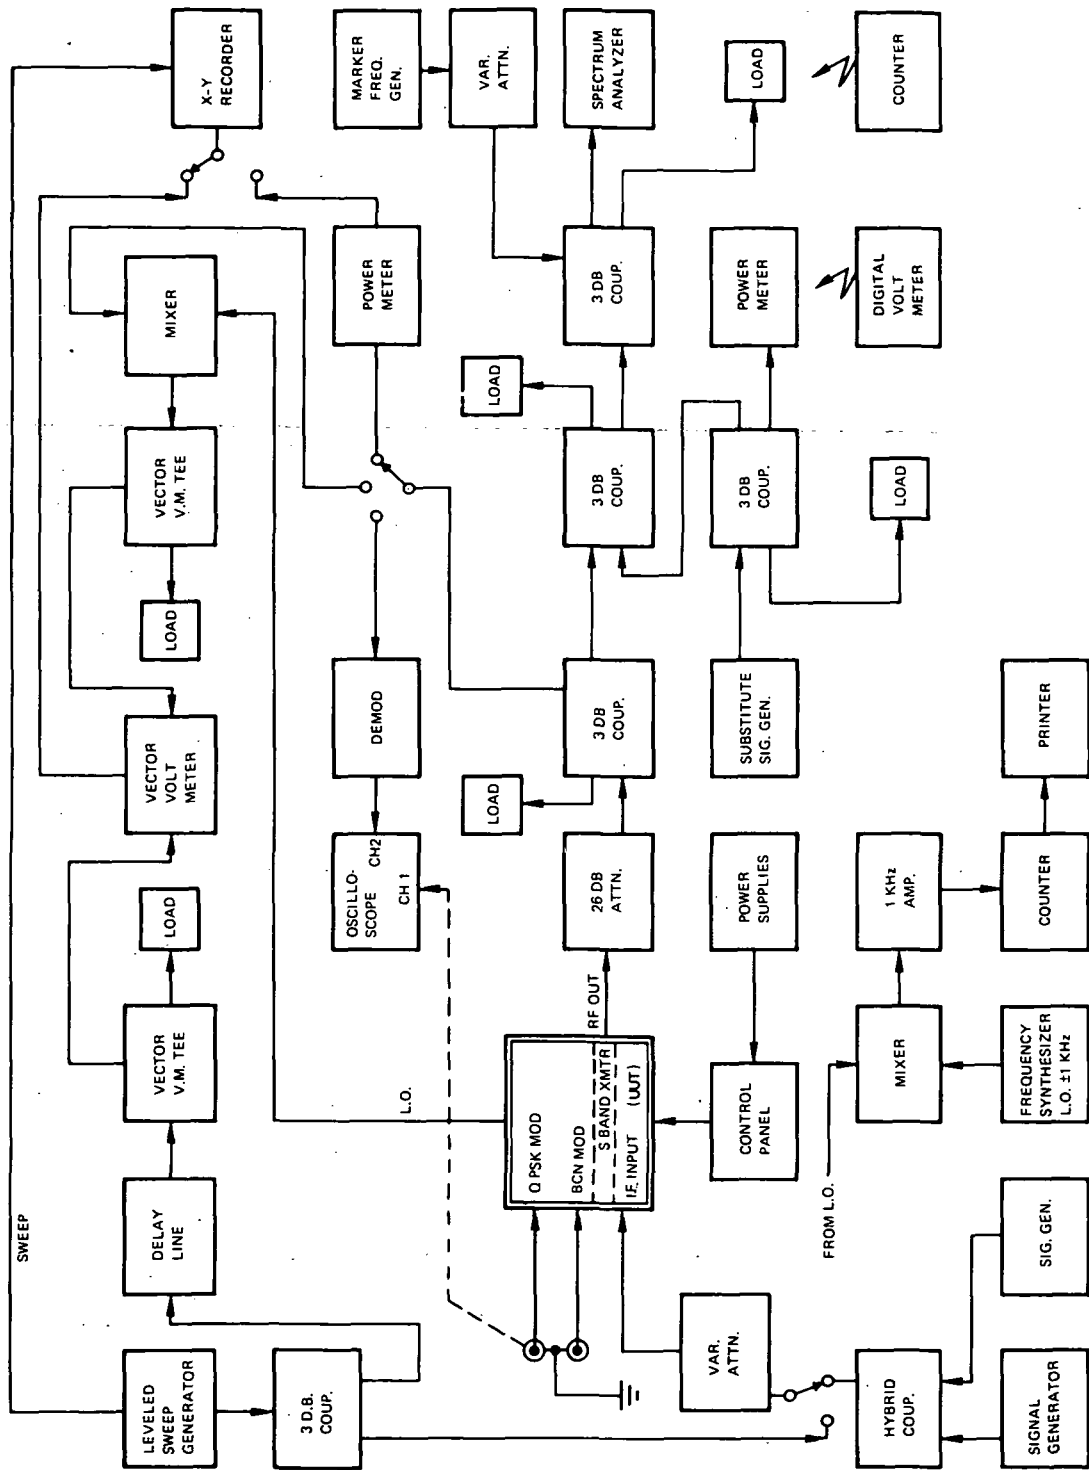 SWEEP
LEVELED
SWEEP
GENERATOR
DELAY
LINE
VECTOR
V.M. TEE
LOAD
VECTOR
VOLT
METER
LOAD
VECTOR
V.M. TEE
MIXER
X-Y
RECORDER
3 D.B.
COUP.
L.O.
OSCILLO-
SCOPE
CH2
CH 1
DEMOD
POWER
METER
MARKER
FREQ.
GEN.
VAR.
ATTN.
LOAD
LOAD
Q PSK MOD
BCN MOD
S BAND XMTR
I.F. INPUT
(UUT)
RF OUT
26 DB
ATTN.
3 DB
COUP.
3 DB
COUP.
3 DB
COUP.
SPECTRUM
ANALYZER
VAR.
ATTN.
CONTROL
PANEL
POWER
SUPPLIES
SUBSTITUTE
SIG. GEN.
3 DB
COUP.
POWER
METER
LOAD
FROM L.O.
HYBRID
COUP.
MIXER
1 KHz
AMP.
LOAD
DIGITAL
VOLT
METER
COUNTER
SIGNAL
GENERATOR
SIG. GEN.
FREQUENCY
SYNTHESIZER
L.O. ±1 KHz
COUNTER
PRINTER